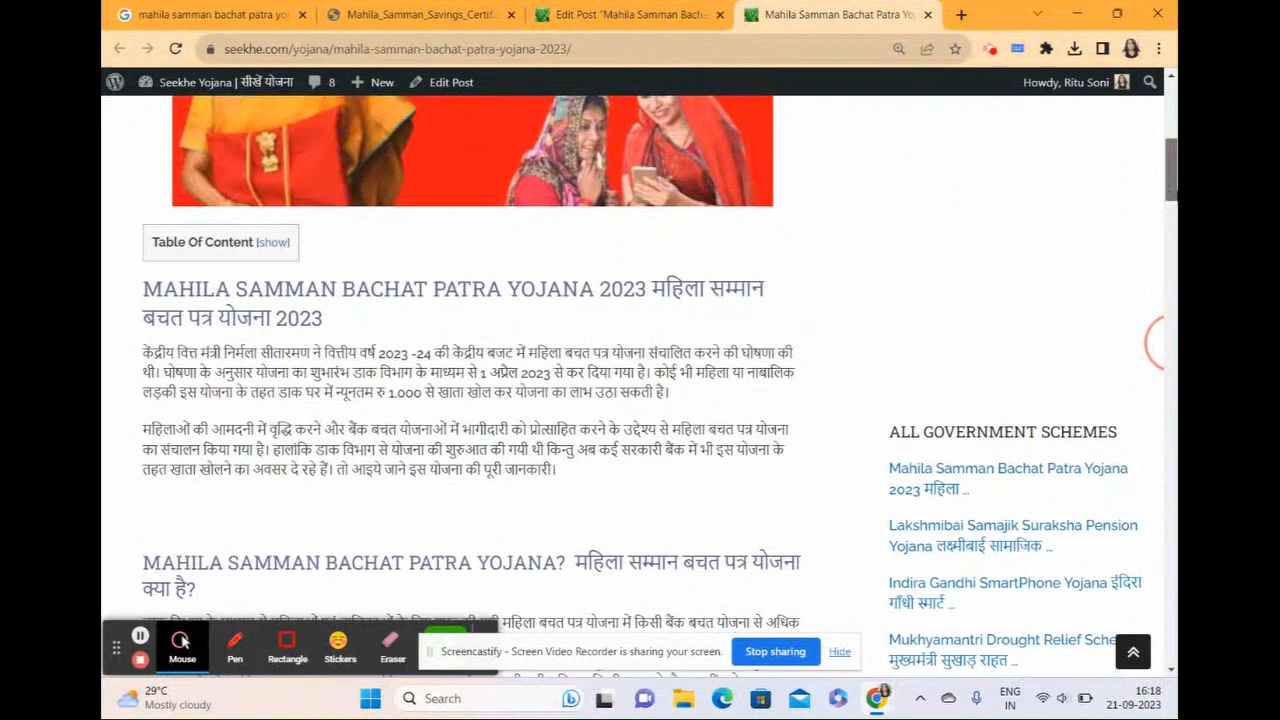 mahila samman bachat patra yo
Mahila_Samman_Savings_Certifi
Edit Post "Mahila Samman Bach
Mahila Samman Bachat Patra Yo
seekhe.com/yojana/mahila-samman-bachat-patra-yojana-2023/
Seekhe Yojana | सीखें योजना
8
New
Edit Post
Howdy, Ritu Soni
Table Of Content [show]
MAHILA SAMMAN BACHAT PATRA YOJANA 2023 महिला सम्मान
बचत पत्र योजना 2023
केंद्रीय वित्त मंत्री निर्मला सीतारमण ने वित्तीय वर्ष 2023 -24 की केंद्रीय बजट में महिला बचत पत्र योजना संचालित करने की घोषणा की
थी। घोषणा के अनुसार योजना का शुभारंभ डाक विभाग के माध्यम से 1 अप्रैल 2023 से कर दिया गया है। कोई भी महिला या नाबालिक
लड़की इस योजना के तहत डाक घर में न्यूनतम रु 1,000 से खाता खोल कर योजना का लाभ उठा सकती है।
महिलाओं की आमदनी में वृद्धि करने और बैंक बचत योजनाओं में भागीदारी को प्रोत्साहित करने के उद्देश्य से महिला बचत पत्र योजना
का संचालन किया गया है। हालांकि डाक विभाग से योजना की शुरुआत की गयी थी किन्तु अब कई सरकारी बैंक में भी इस योजना के
तहत खाता खोलने का अवसर दे रहे हैं। तो आइये जाने इस योजना की पूरी जानकारी।
MAHILA SAMMAN BACHAT PATRA YOJANA? महिला सम्मान बचत पत्र योजना
क्या है?
महिला बचत पत्र योजना में किसी बैंक बचत योजना से अधिक
ALL GOVERNMENT SCHEMES
Mahila Samman Bachat Patra Yojana
2023 महिला ...
Lakshmibai Samajik Suraksha Pension
Yojana लक्ष्मीबाई सामाजिक ...
Indira Gandhi SmartPhone Yojana इंदिरा
गाँधी स्मार्ट ...
Mukhyamantri Drought Relief Sche
मुख्यमंत्री सुखाड़ राहत ...
Mouse
Pen
Rectangle
Stickers
Eraser
Screencastify - Screen Video Recorder is sharing your screen.
Stop sharing
Hide
29°C
Mostly cloudy
Search
ENG
IN
16:18
21-09-2023